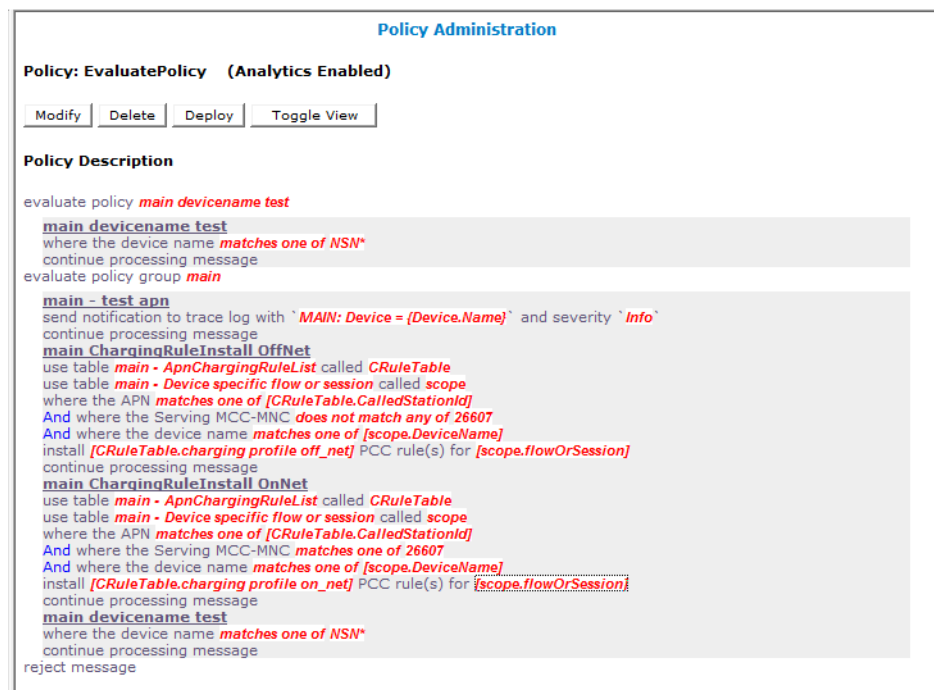 Policy Administration
Policy: EvaluatePolicy (Analytics Enabled)
Modify Delete Deploy Toggle View
Policy Description
evaluate policy main devicename test
main devicename test
where the device name matches one of NSN*
continue processing message
evaluate policy group main
main - test apn
send notification to trace log with `MAIN: Device = {Device.Name}` and severity `Info`
continue processing message
main ChargingRuleInstall OffNet
use table main - ApnChargingRuleList called CRuleTable
use table main - Device specific flow or session called scope
where the APN matches one of [CRuleTable.CalledStationId]
And where the Serving MCC-MNC does not match any of 26607
And where the device name matches one of [scope.DeviceName]
install [CRuleTable.charging profile off_net] PCC rule(s) for [scope.flowOrSession]
continue processing message
main ChargingRuleInstall OnNet
use table main - ApnChargingRuleList called CRuleTable
use table main - Device specific flow or session called scope
where the APN matches one of [CRuleTable.CalledStationId]
And where the Serving MCC-MNC matches one of 26607
And where the device name matches one of [scope.DeviceName]
install [CRuleTable.charging profile on_net] PCC rule(s) for [scope.flowOrSession]
continue processing message
main devicename test
where the device name matches one of NSN*
continue processing message
reject message